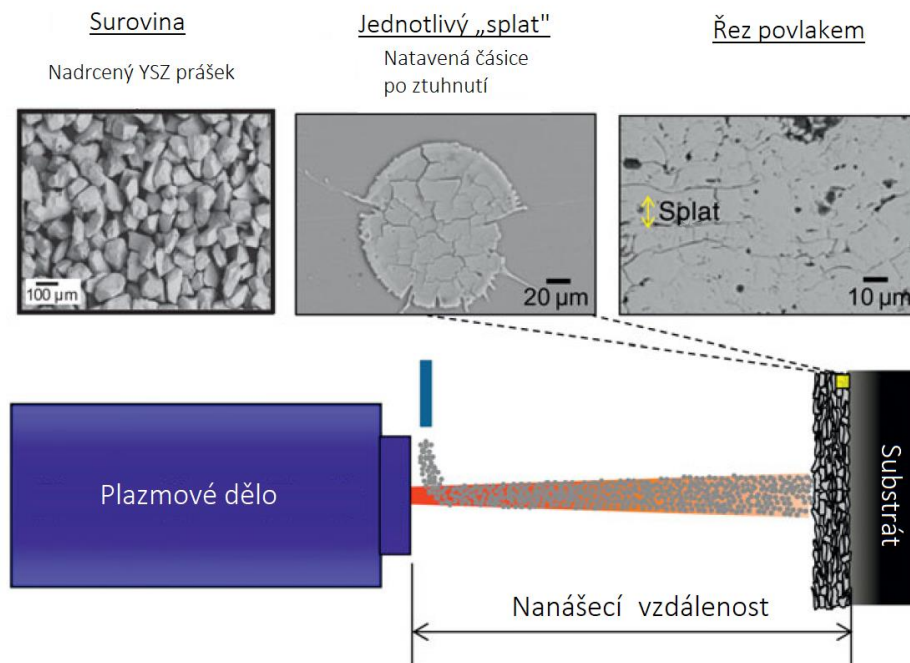 Surovina
Nadrcený YSZ prášek
Jednotlivý „splat"
Natavená čásice
po ztuhnutí
Řez povlakem
100 µm
20 µm
Splat
10 µm
Plazmové dělo
Substrát
Nanášecí vzdálenost